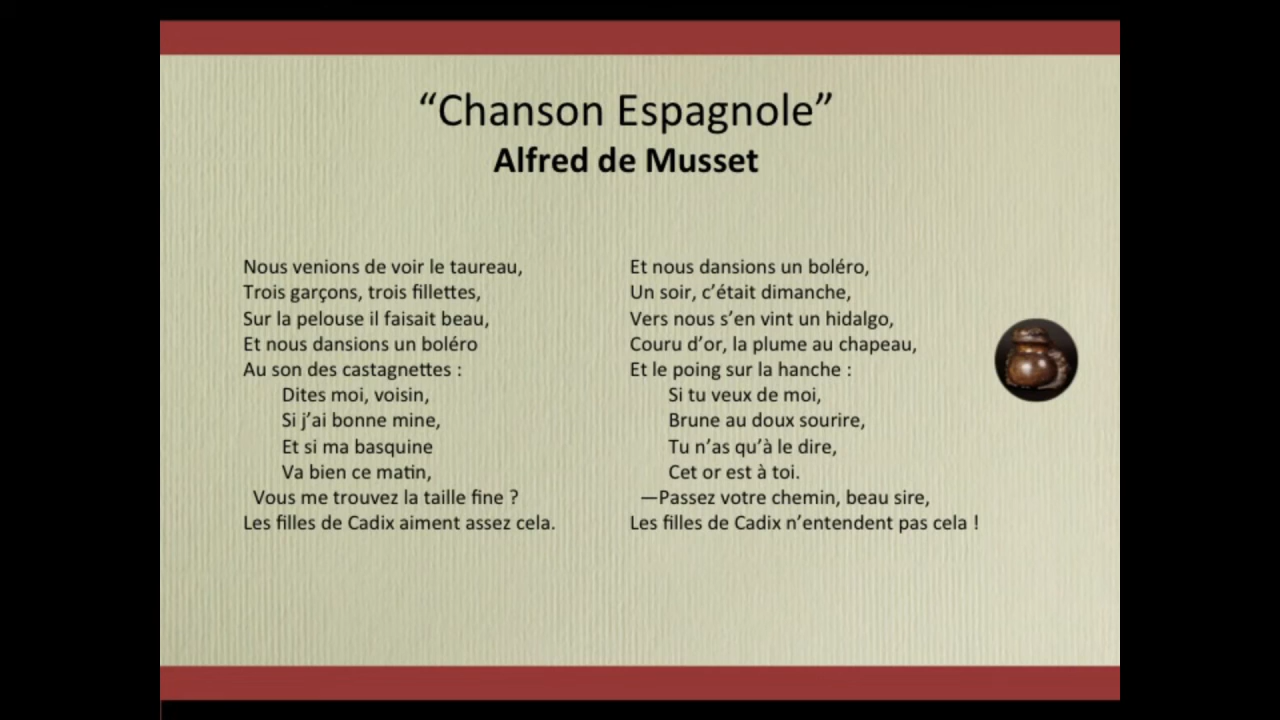 “Chanson Espagnole”
Alfred de Musset
Nous venions de voir le taureau,
Trois garçons, trois fillettes,
Sur la pelouse il faisait beau,
Et nous dansions un boléro
Au son des castagnettes :
Dites moi, voisin,
Si j’ai bonne mine,
Et si ma basquine
Va bien ce matin,
Vous me trouvez la taille fine ?
Les filles de Cadix aiment assez cela.
Et nous dansions un boléro,
Un soir, c’était dimanche,
Vers nous s’en vint un hidalgo,
Couru d’or, la plume au chapeau,
Et le poing sur la hanche :
Si tu veux de moi,
Brune au doux sourire,
Tu n’as qu’à le dire,
Cet or est à toi.
—Passez votre chemin, beau sire,
Les filles de Cadix n’entendent pas cela !